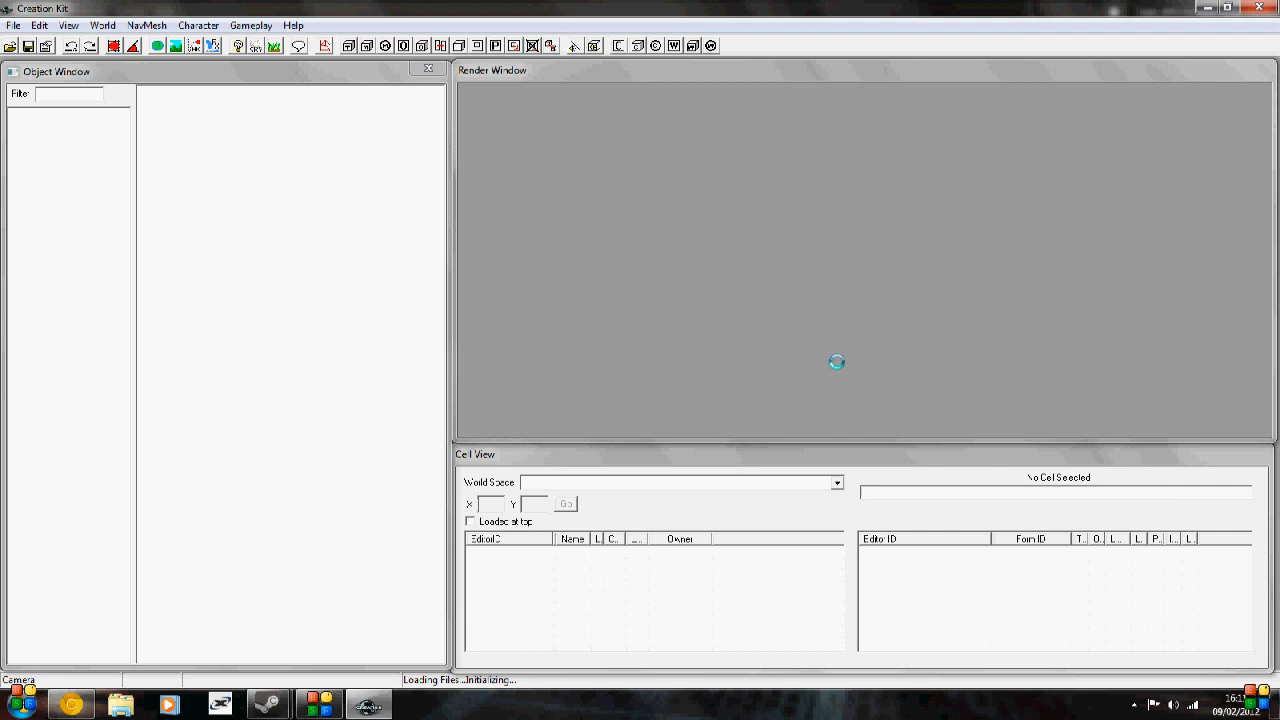 Creation Kit
File Edit View World NavMesh Character Gameplay Help
Object Window
Filter
Render Window
Cell View
World Space
No Cell Selected
X Y Go
Loaded at top
EditorID Name L C.. ... Owner
Editor ID Form ID T.. O.. L... L. P.. I... L.
Camera
Loading Files...Initializing...
09/02/2012